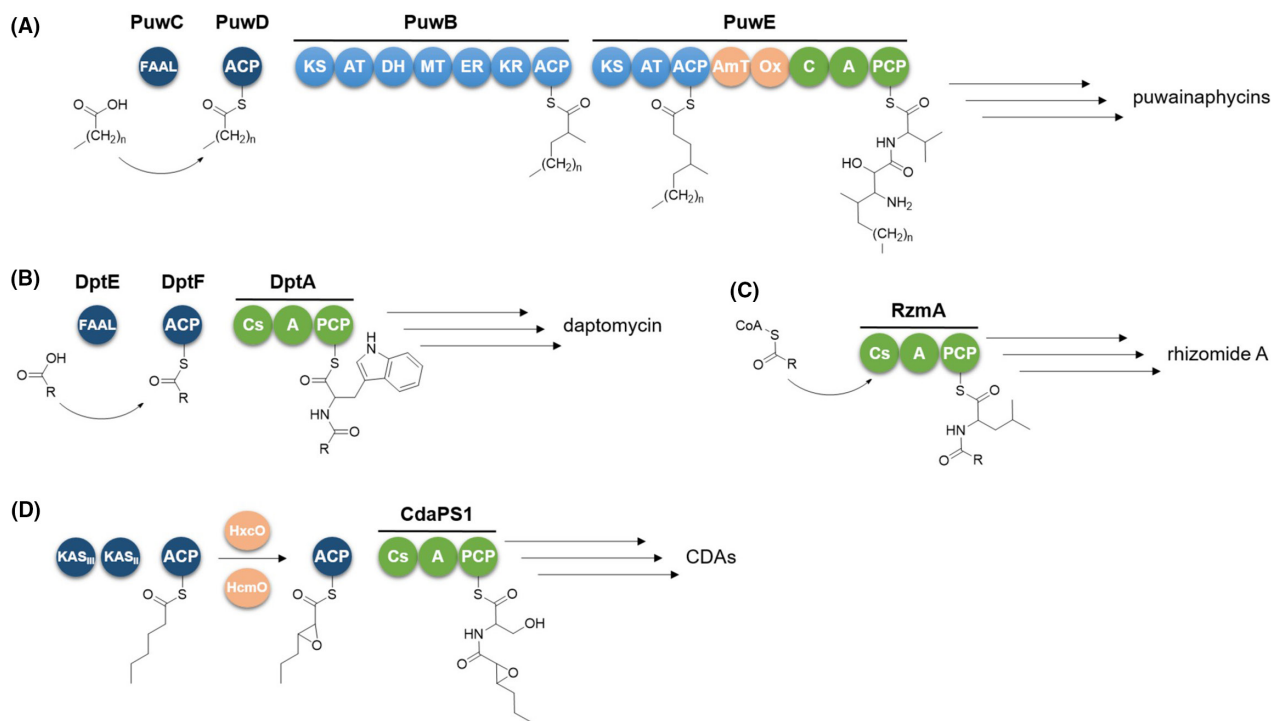 (A)
PuwC PuwD PuwB PuwE
FAAL ACP KS AT DH MT ER KR ACP KS AT ACP AmT Ox C A PCP
O OH (CH2)n
O S (CH2)n
S O (CH2)n
S O (CH2)n
S O HN O HO NH2 (CH2)n
puwainaphycins
(B)
DptE DptF DptA
FAAL ACP Cs A PCP
O OH R
O S R
S O HN O R H N
daptomycin
(C)
RzmA
CoA S O R
Cs A PCP
S O HN O R
rhizomide A
(D)
CdaPS1
KASIII KASII ACP HxcO HcmO ACP Cs A PCP
O S
O S O
S O OH HN O O
CDAs